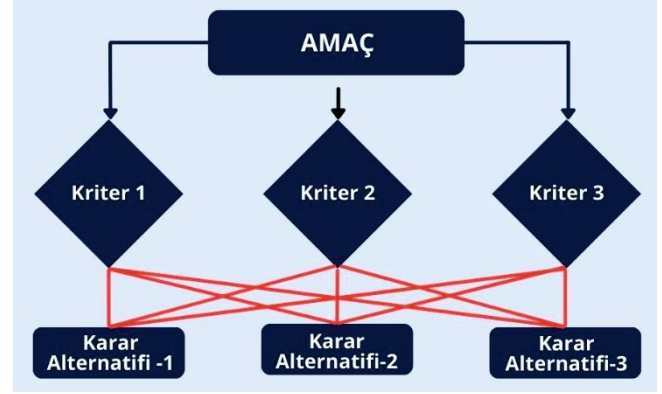 AMAÇ
Kriter 1
Kriter 2
Kriter 3
Karar
Alternatifi -1
Karar
Alternatifi-2
Karar
Alternatifi-3